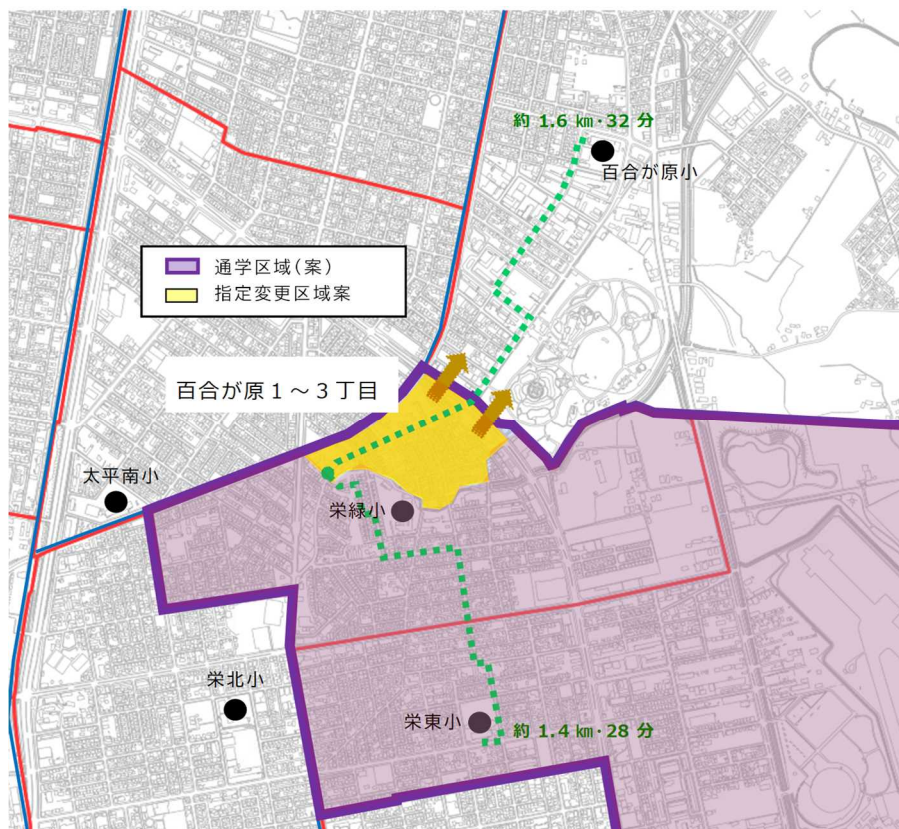 約 1.6 ㎞・32 分
百合が原小
通学区域(案)
指定変更区域案
百合が原1～3丁目
太平南小
栄緑小
栄北小
栄東小
約 1.4 ㎞・28 分